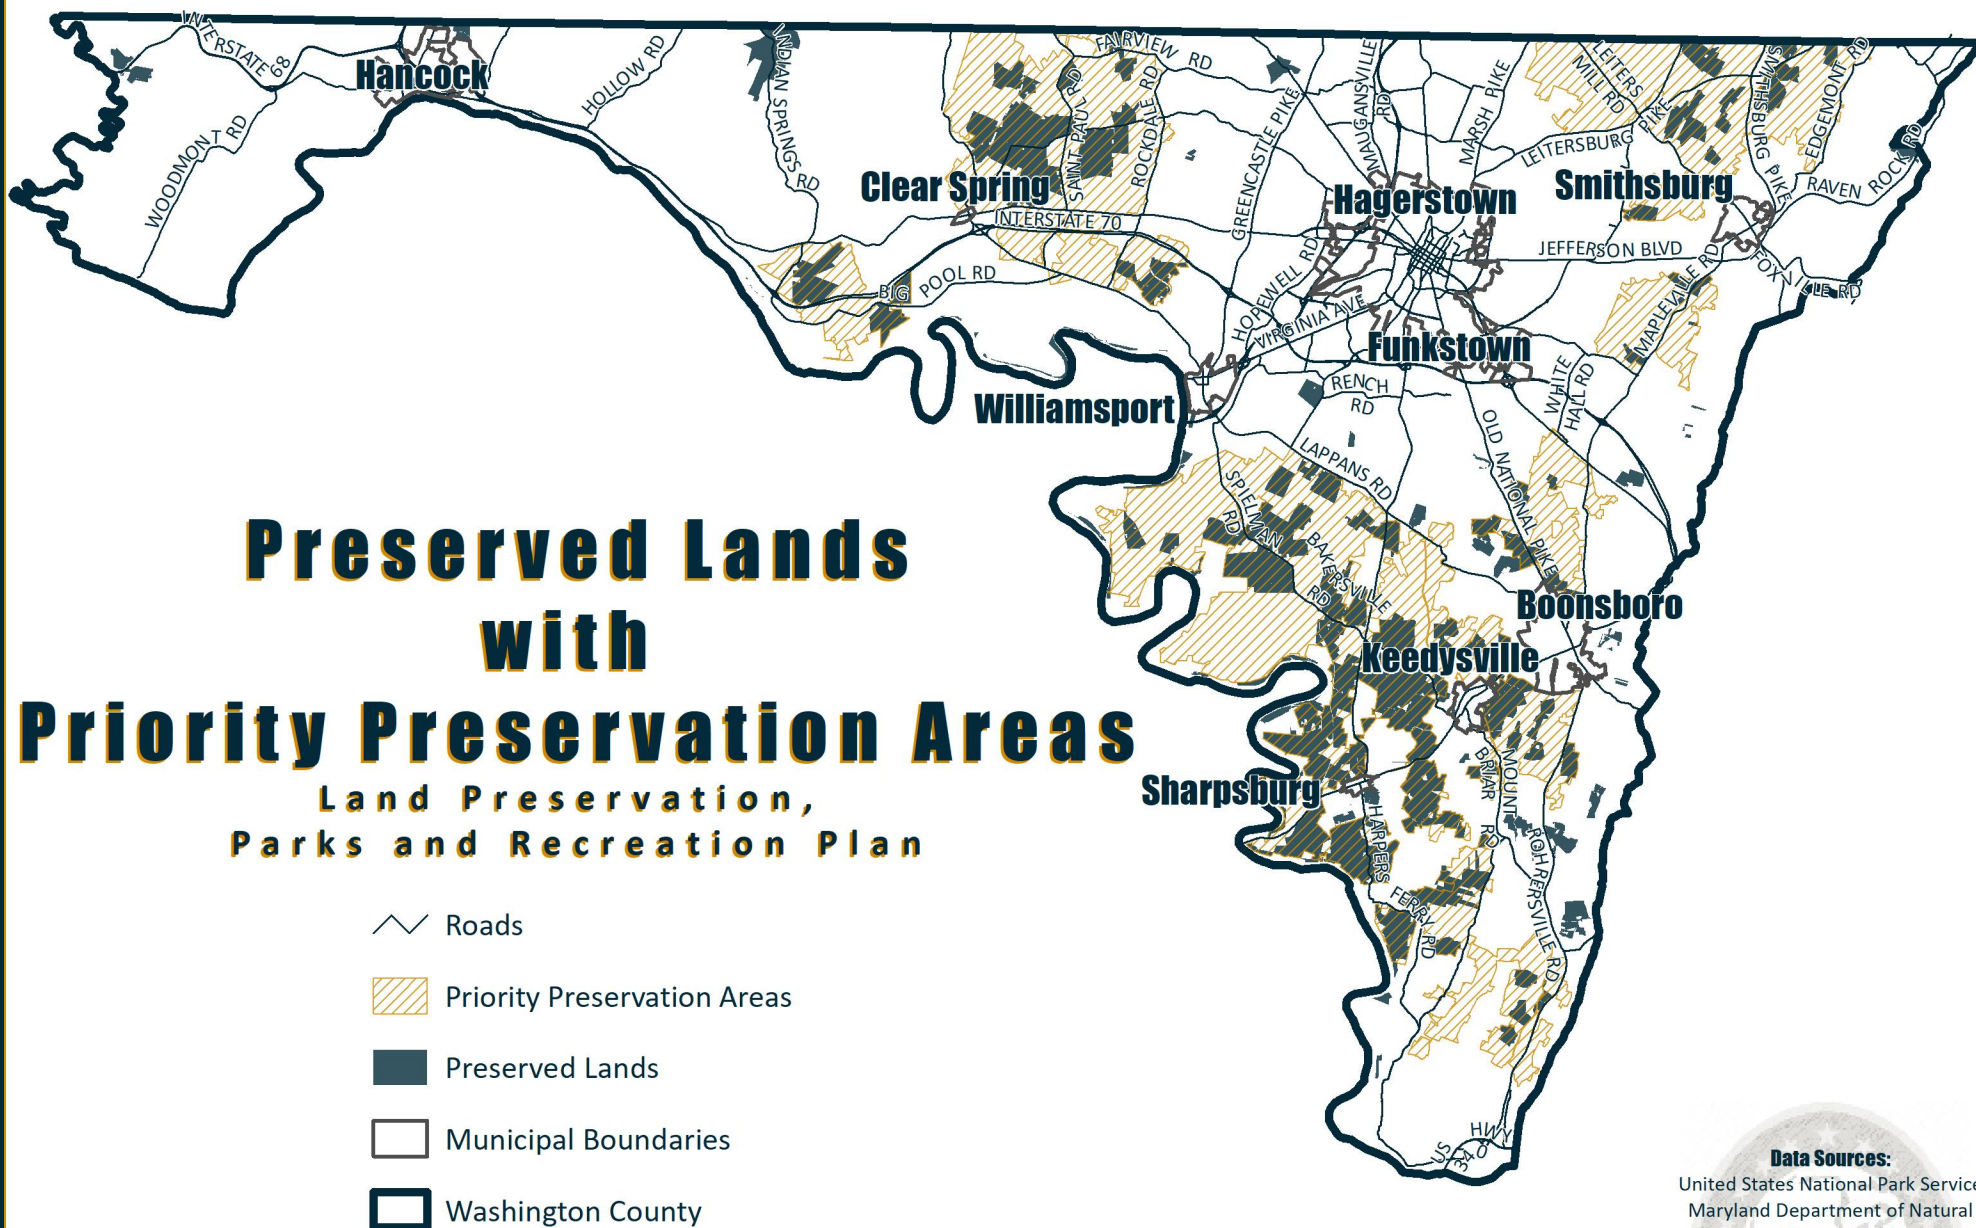 INTERSTATE 68
Hancock
WOODMONT RD
HOLLOW RD
INDIAN SPRINGS RD
FAIRVIEW RD
SAINT PAUL RD
ROCKDALE RD
Clear Spring
INTERSTATE 70
BIG POOL RD
GREENCASTLE PIKE
MAUGANSVILLE RD
MARSH PIKE
LEITERS MILL RD
LEITERSBURG PIKE
SMITHSBURG PIKE
EDGEMONT RD
RAVEN ROCK RD
Hagerstown
Smithsburg
JEFFERSON BLVD
FOXVILLE RD
MAPLEVILLE RD
HOPEWELL RD
VIRGINIA AVE
Funkstown
Williamsport
RENCH RD
WHITE HALL RD
OLD NATIONAL PIKE
LAPPANS RD
SPIELMAN RD
BAKERSVILLE RD
Boonsboro
Keedysville
Sharpsburg
MOUNT BRIAR RD
HARPERS FERRY RD
ROHRERSVILLE RD
US HWY 340
Preserved Lands
with
Priority Preservation Areas
Land Preservation,
Parks and Recreation Plan
Roads
Priority Preservation Areas
Preserved Lands
Municipal Boundaries
Washington County
Data Sources:
United States National Park Service
Maryland Department of Natural